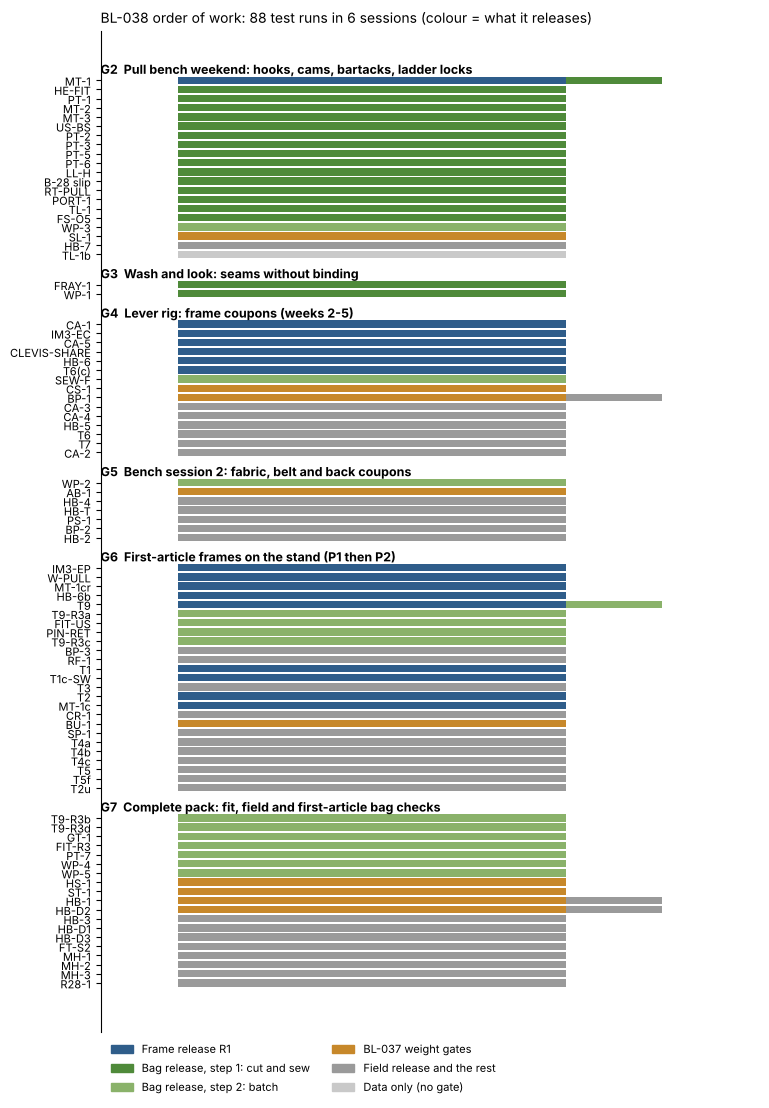 BL-038 order of work: 88 test runs in 6 sessions (colour = what it releases)
G2 Pull bench weekend: hooks, cams, bartacks, ladder locks
MT-1
HE-FIT
PT-1
MT-2
MT-3
US-BS
PT-2
PT-3
PT-5
PT-6
LL-H
B-28 slip
RT-PULL
PORT-1
TL-1
FS-O5
WP-3
SL-1
HB-7
TL-1b
G3 Wash and look: seams without binding
FRAY-1
WP-1
G4 Lever rig: frame coupons (weeks 2-5)
CA-1
IM3-EC
CA-5
CLEVIS-SHARE
HB-6
T6(c)
SEW-F
CS-1
BP-1
CA-3
CA-4
HB-5
T6
T7
CA-2
G5 Bench session 2: fabric, belt and back coupons
WP-2
AB-1
HB-4
HB-T
PS-1
BP-2
HB-2
G6 First-article frames on the stand (P1 then P2)
IM3-EP
W-PULL
MT-1cr
HB-6b
T9
T9-R3a
FIT-US
PIN-RET
T9-R3c
BP-3
RF-1
T1
T1c-SW
T3
T2
MT-1c
CR-1
BU-1
SP-1
T4a
T4b
T4c
T5
T5f
T2u
G7 Complete pack: fit, field and first-article bag checks
T9-R3b
T9-R3d
GT-1
FIT-R3
PT-7
WP-4
WP-5
HS-1
ST-1
HB-1
HB-D2
HB-3
HB-D1
HB-D3
FT-S2
MH-1
MH-2
MH-3
R28-1
Frame release R1
Bag release, step 1: cut and sew
Bag release, step 2: batch
BL-037 weight gates
Field release and the rest
Data only (no gate)